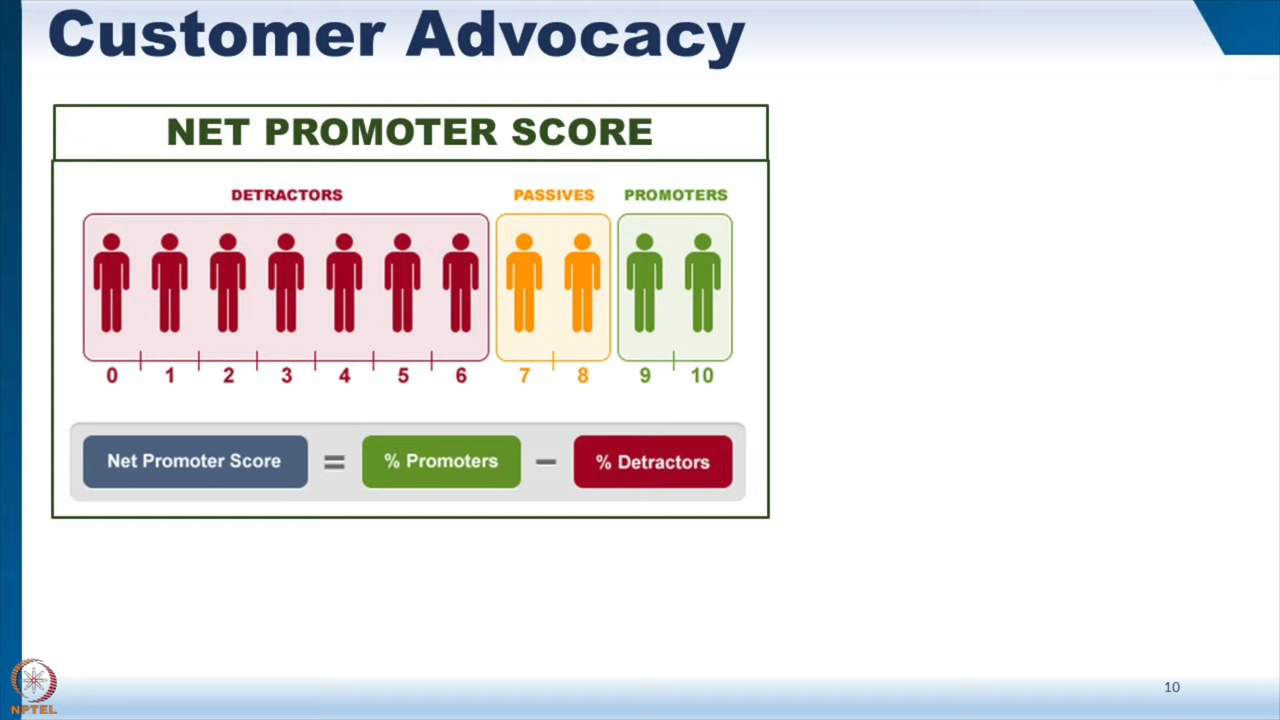 Customer Advocacy
NET PROMOTER SCORE
DETRACTORS PASSIVES PROMOTERS
0 1 2 3 4 5 6 7 8 9 10
Net Promoter Score = % Promoters − % Detractors
10
NPTEL